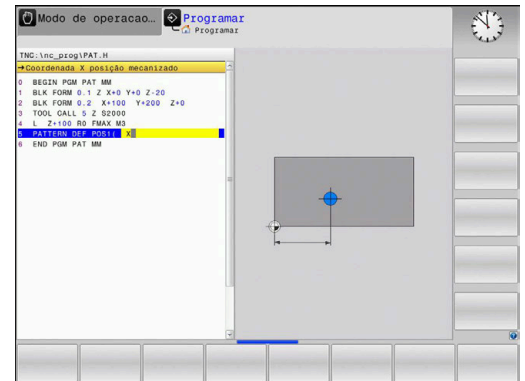 Modo de operacao...
Programar
Programar
TNC:\nc_prog\PAT.H
→Coordenada X posição mecanizado
0 BEGIN PGM PAT MM
1 BLK FORM 0.1 Z X+0 Y+0 Z-20
2 BLK FORM 0.2 X+100 Y+200 Z+0
3 TOOL CALL 5 Z S2000
4 L Z+100 R0 FMAX M3
5 PATTERN DEF POS1( X
6 END PGM PAT MM